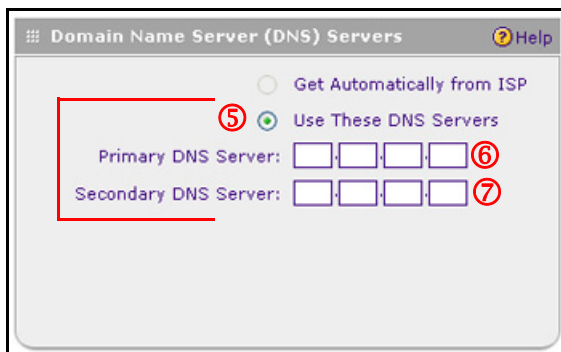 Domain Name Server (DNS) Servers ? Help
Get Automatically from ISP
⑤ Use These DNS Servers
Primary DNS Server: . . . ⑥
Secondary DNS Server: . . . ⑦